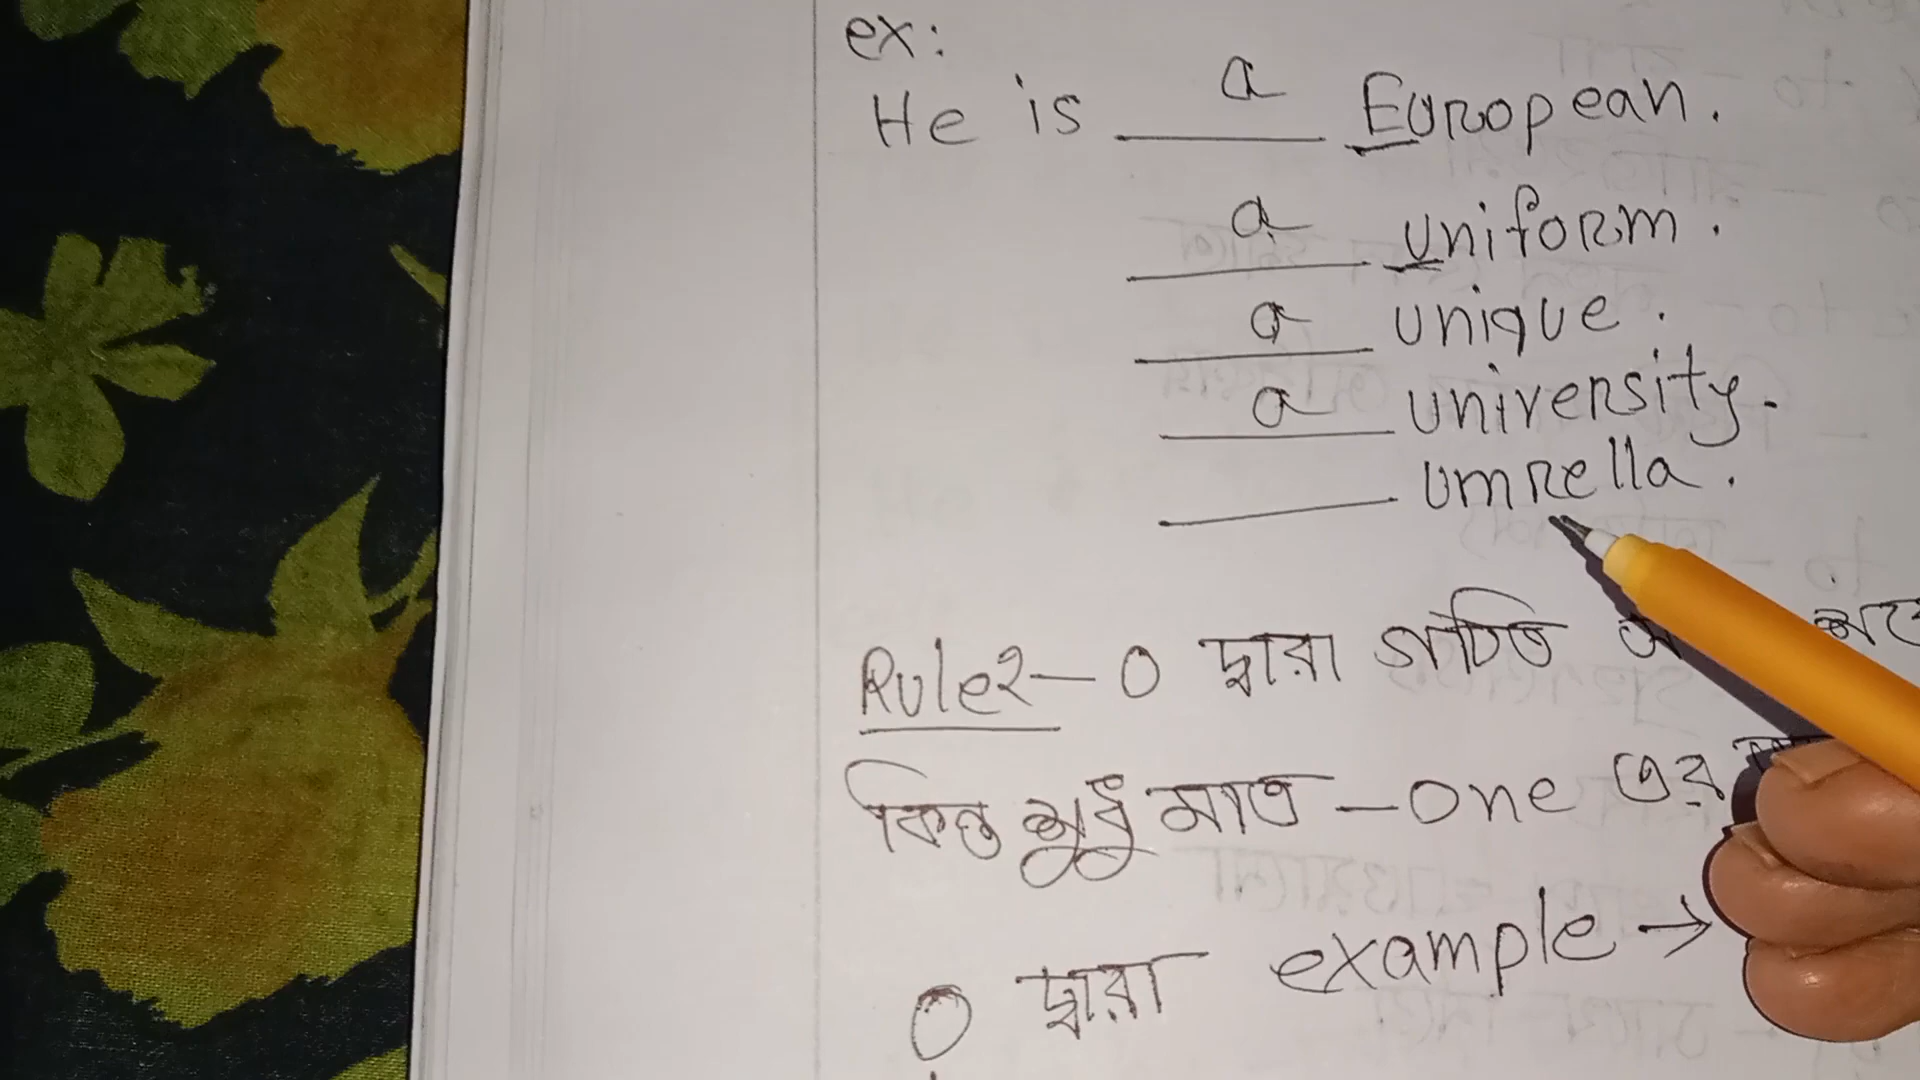 ex:
He is a European.
a uniform.
a unique.
a university.
umrella.
Rule2— O দ্বারা গঠিত
কিন্তু শুধু মাত্র —one এর
O দ্বারা example →